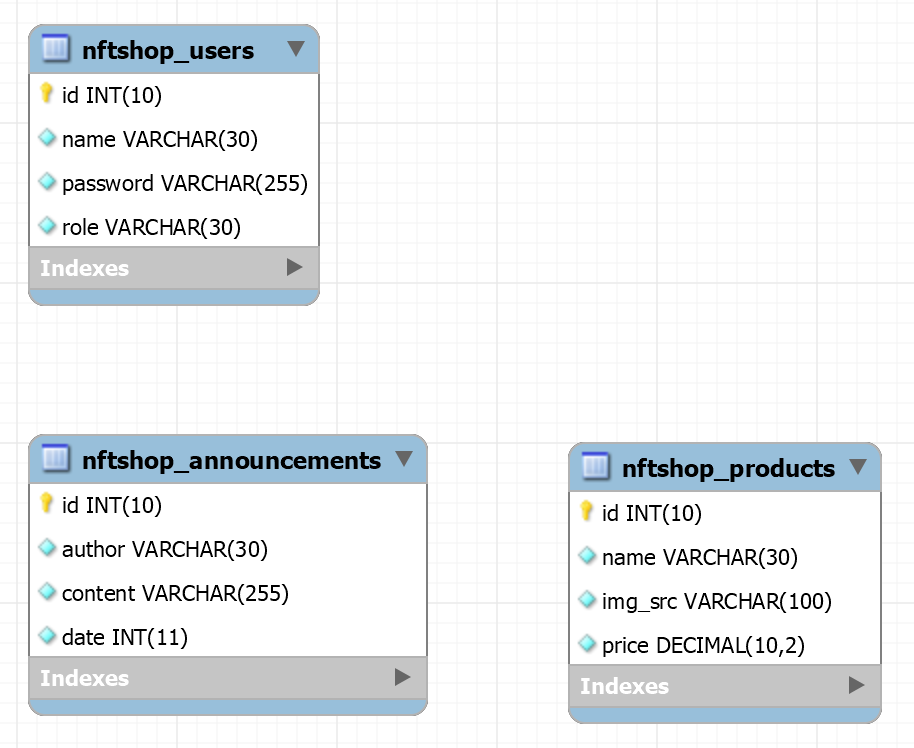 nftshop_users
id INT(10)
name VARCHAR(30)
password VARCHAR(255)
role VARCHAR(30)
Indexes
nftshop_announcements
id INT(10)
author VARCHAR(30)
content VARCHAR(255)
date INT(11)
Indexes
nftshop_products
id INT(10)
name VARCHAR(30)
img_src VARCHAR(100)
price DECIMAL(10,2)
Indexes